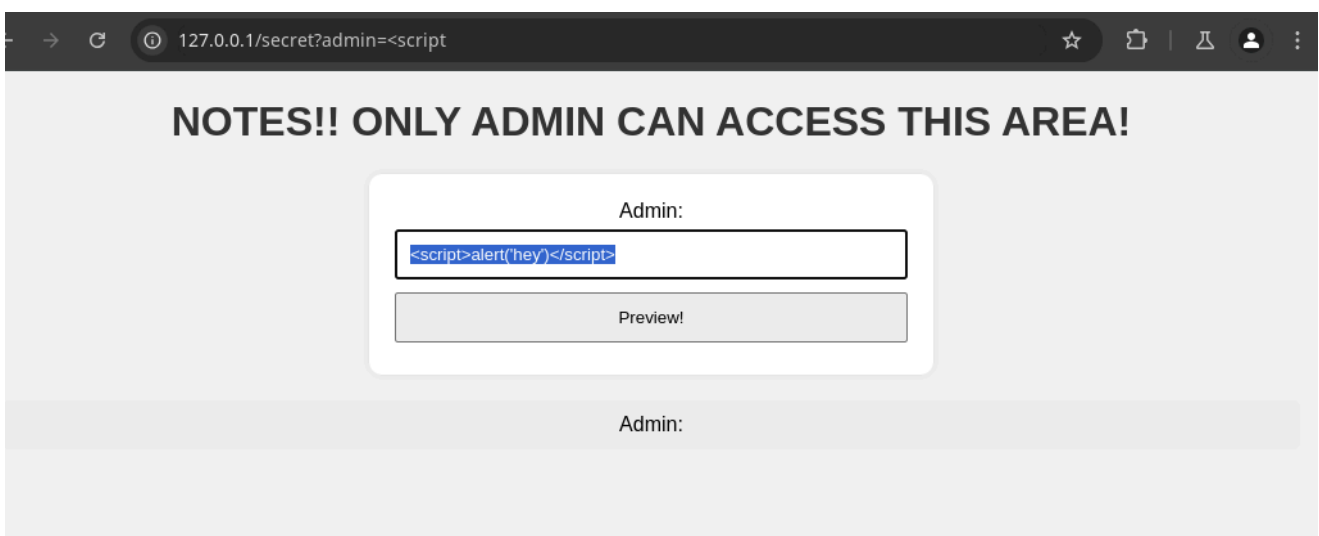 127.0.0.1/secret?admin=<script
NOTES!! ONLY ADMIN CAN ACCESS THIS AREA!
Admin:
<script>alert('hey')</script>
Preview!
Admin: